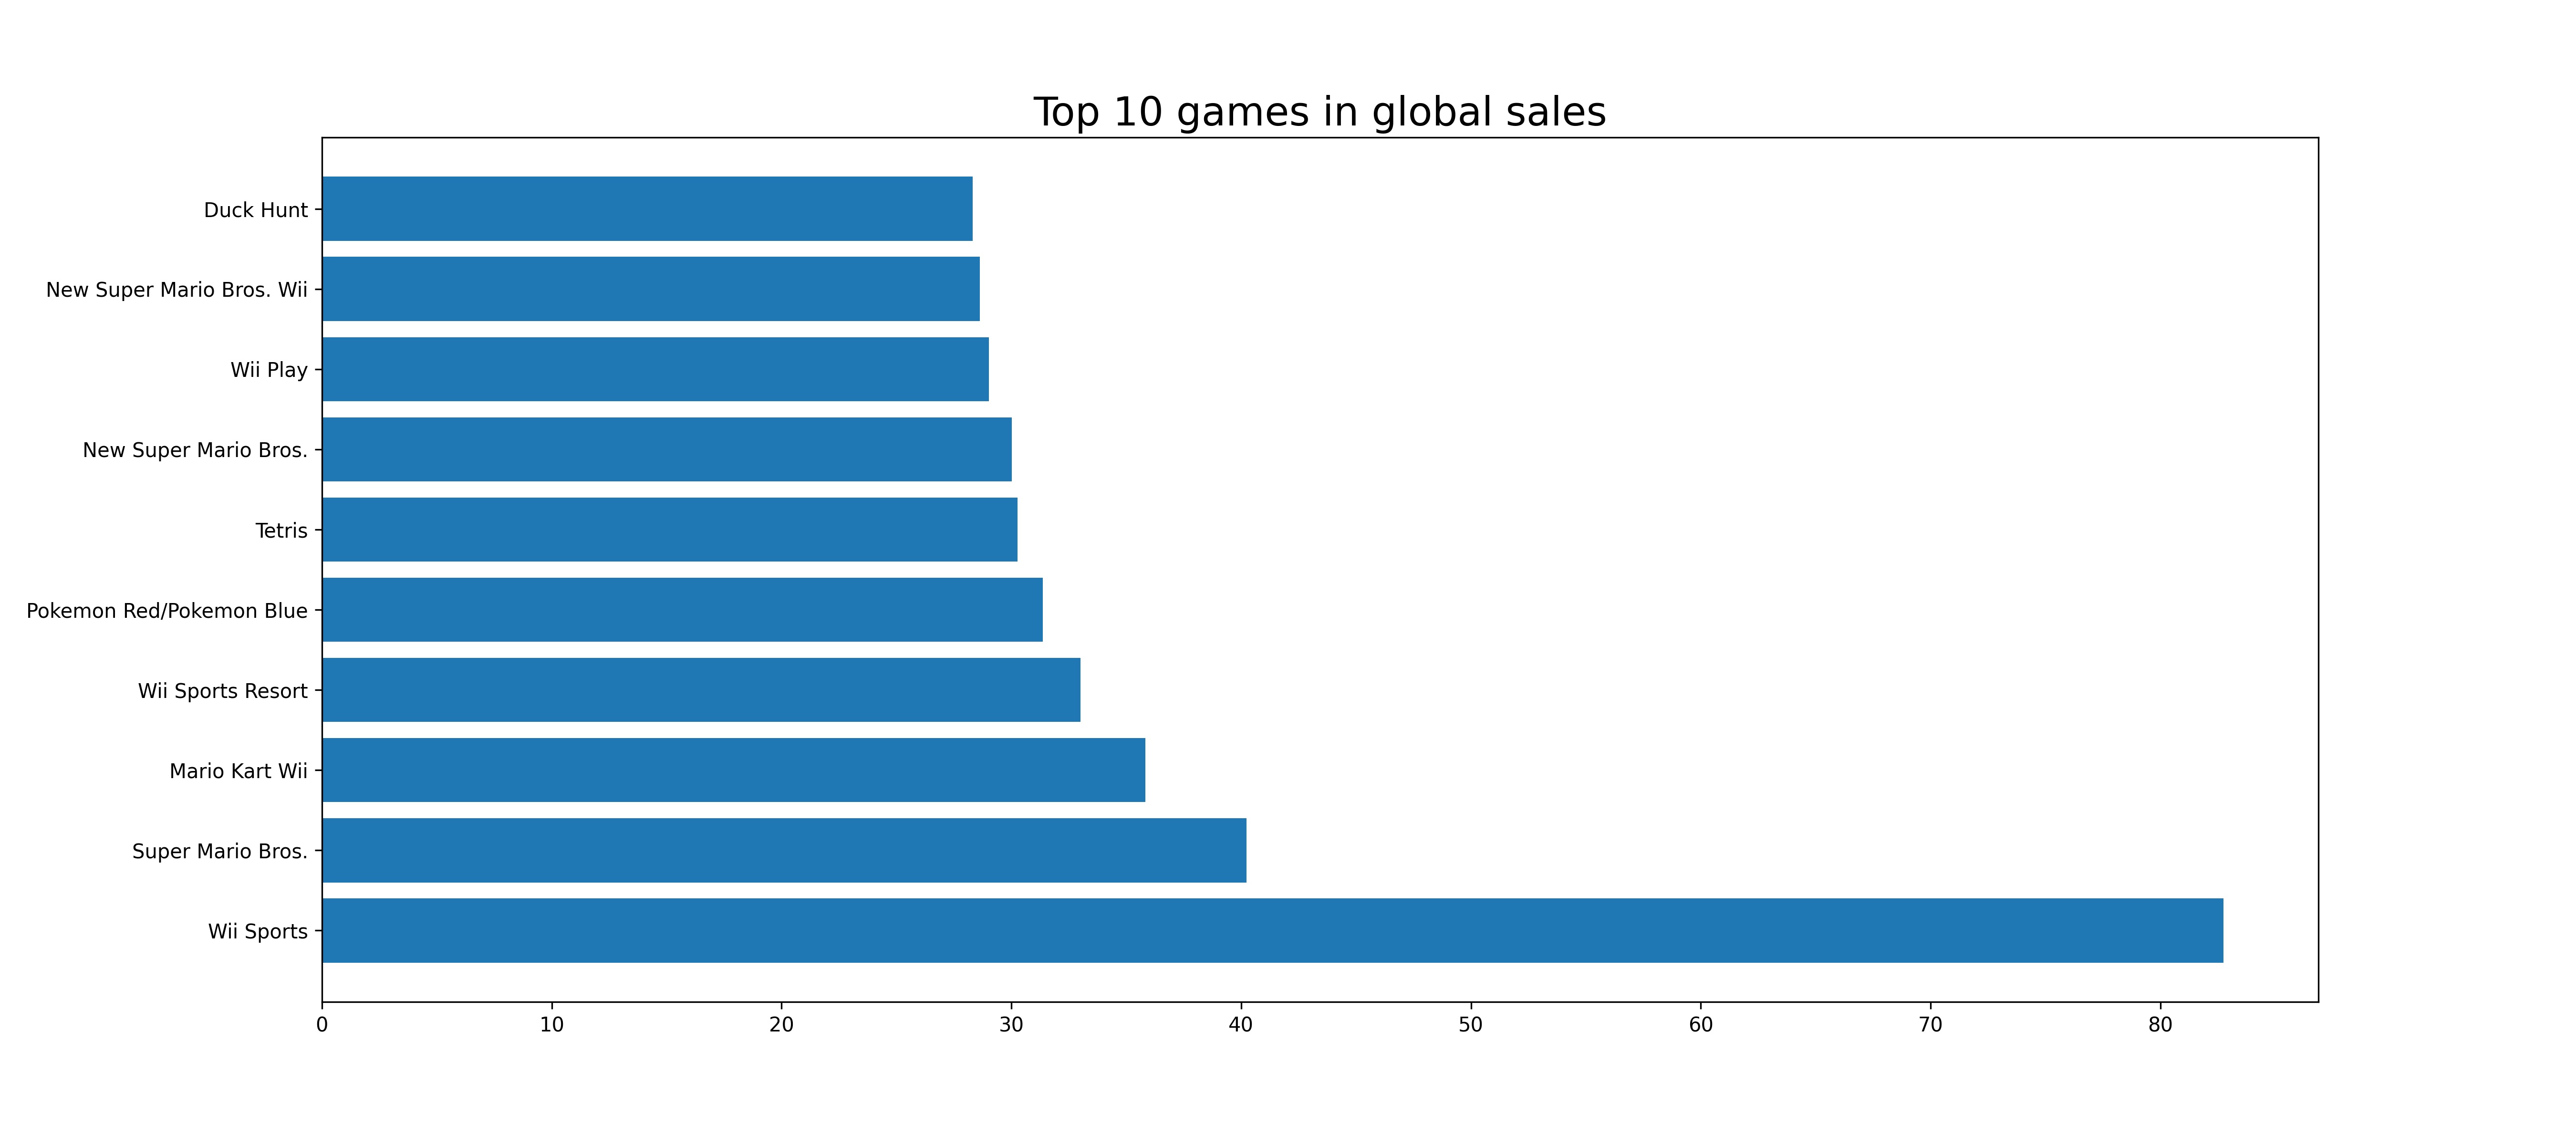 Top 10 games in global sales
Duck Hunt
New Super Mario Bros. Wii
Wii Play
New Super Mario Bros.
Tetris
Pokemon Red/Pokemon Blue
Wii Sports Resort
Mario Kart Wii
Super Mario Bros.
Wii Sports
0 10 20 30 40 50 60 70 80